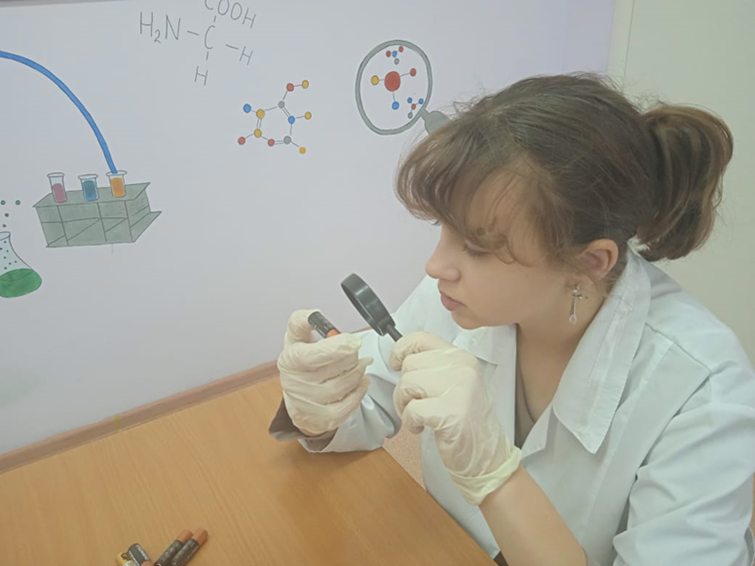 COOH
H₂N – C – H
H